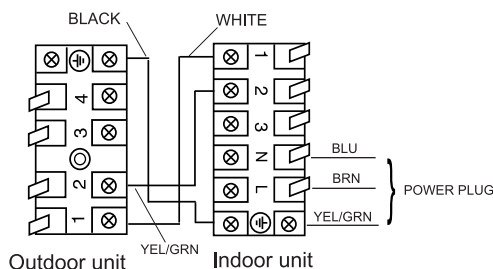 BLACK
WHITE
4
3
2
1
1
2
3
N
L
BLU
BRN
YEL/GRN
POWER PLUG
YEL/GRN
Outdoor unit
Indoor unit